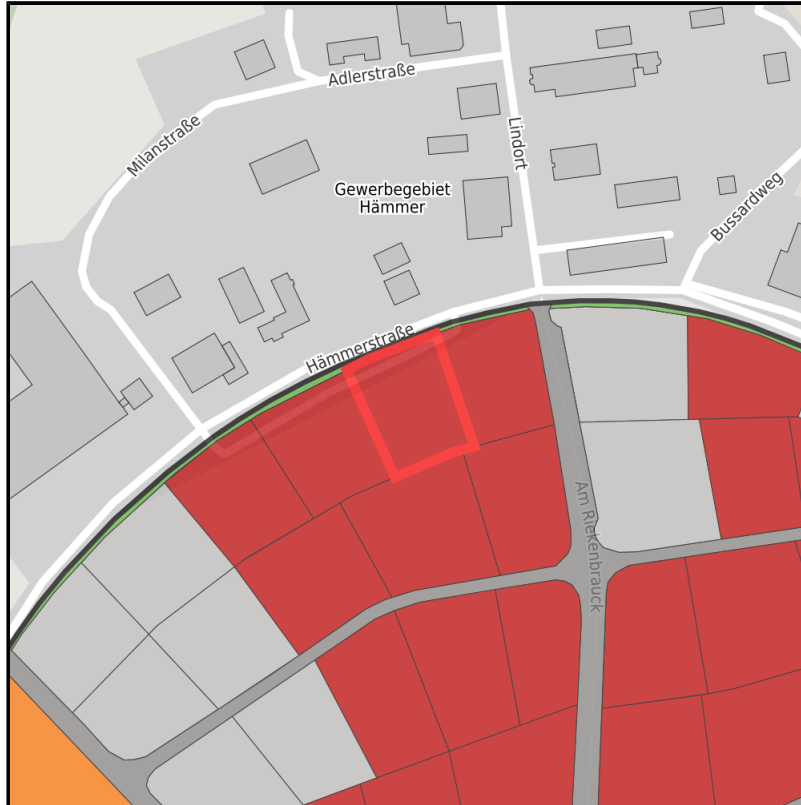 Adlerstraße
Milanstraße
Lindort
Gewerbegebiet
Hämmer
Bussardweg
Hämmerstraße
Am Riekenbrauck